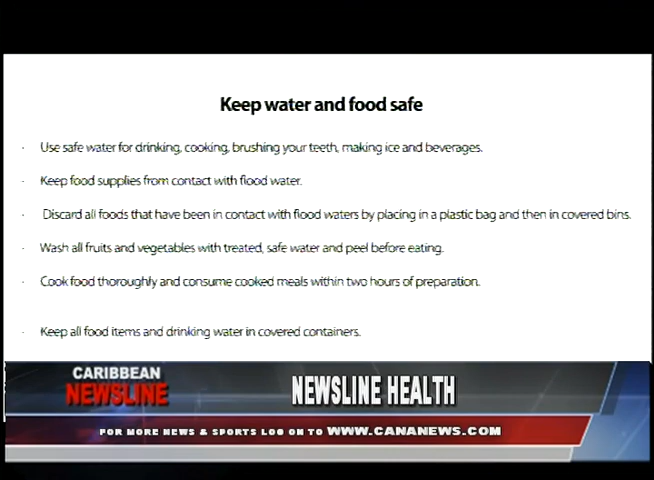 Keep water and food safe
· Use safe water for drinking, cooking, brushing your teeth, making ice and beverages.
· Keep food supplies from contact with flood water.
· Discard all foods that have been in contact with flood waters by placing in a plastic bag and then in covered bins.
· Wash all fruits and vegetables with treated, safe water and peel before eating.
· Cook food thoroughly and consume cooked meals within two hours of preparation.
· Keep all food items and drinking water in covered containers.
CARIBBEAN
NEWSLINE
NEWSLINE HEALTH
FOR MORE NEWS & SPORTS LOG ON TO WWW.CANANEWS.COM